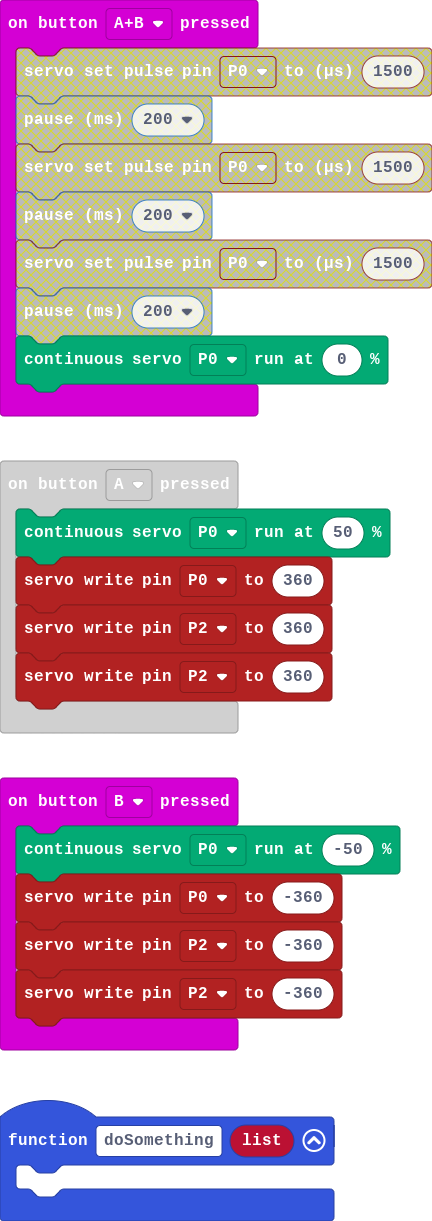 on button A+B pressed
servo set pulse pin P0 to (µs) 1500
pause (ms) 200
servo set pulse pin P0 to (µs) 1500
pause (ms) 200
servo set pulse pin P0 to (µs) 1500
pause (ms) 200
continuous servo P0 run at 0 %
on button A pressed
continuous servo P0 run at 50 %
servo write pin P0 to 360
servo write pin P2 to 360
servo write pin P2 to 360
on button B pressed
continuous servo P0 run at -50 %
servo write pin P0 to -360
servo write pin P2 to -360
servo write pin P2 to -360
function doSomething list